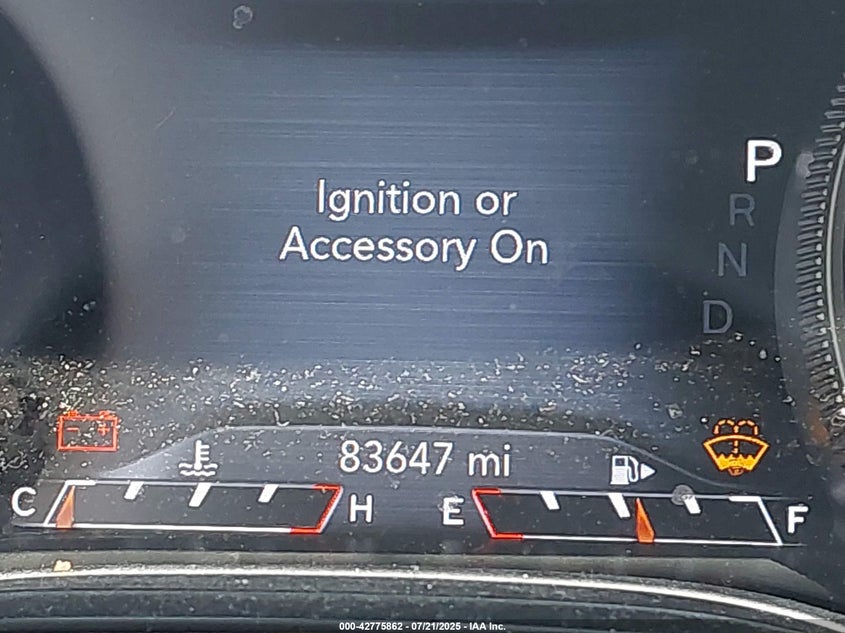 Ignition or
Accessory On
P
R
N
D
83647 mi
C H E F
000-42775862 - 07/21/2025 - IAA Inc.